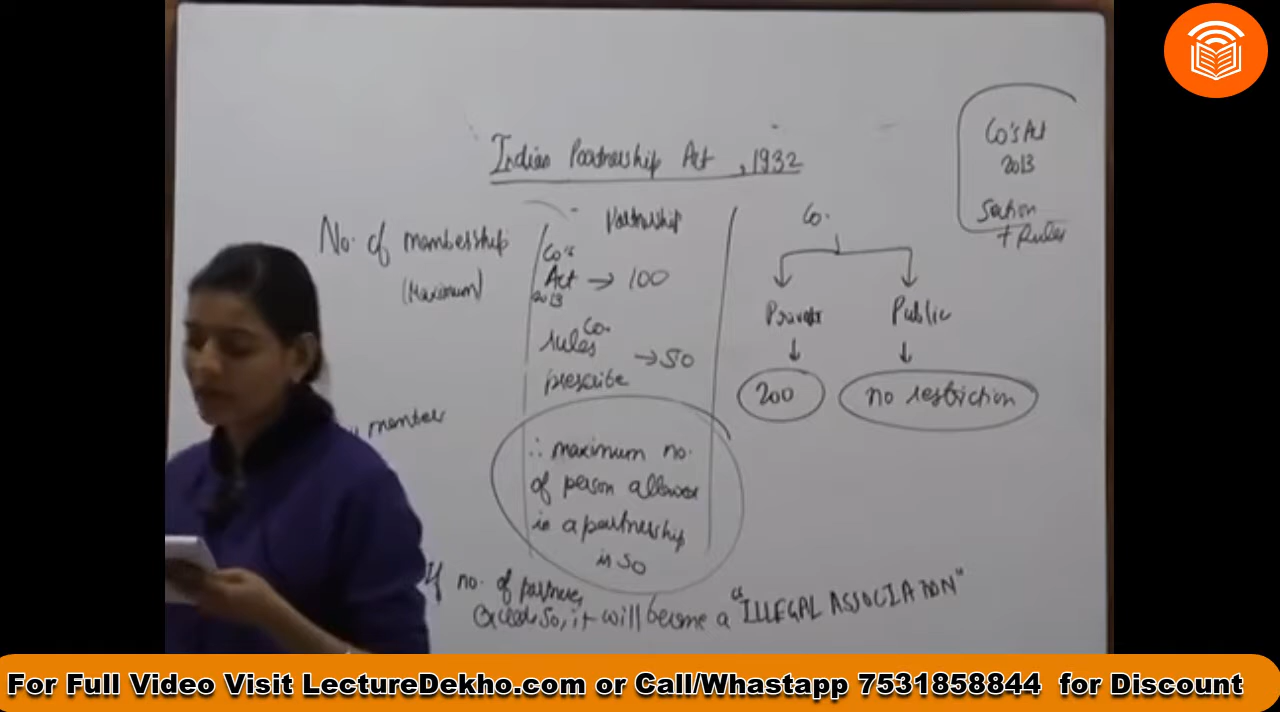 Indian Partnership Act, 1932
Co's Act
2013
Section
+ Rules
No. of membership
(Maximum)
Partnership
Co's
Act → 100
2013
Co.
rules → 50
prescribe
∴ maximum no.
of person allowed
in a partnership
is 50
Co.
Private
Public
200
no restriction
member
If no. of partners
exceeds 50, it will become a "ILLEGAL ASSOCIATION"
For Full Video Visit LectureDekho.com or Call/Whastapp 7531858844 for Discount